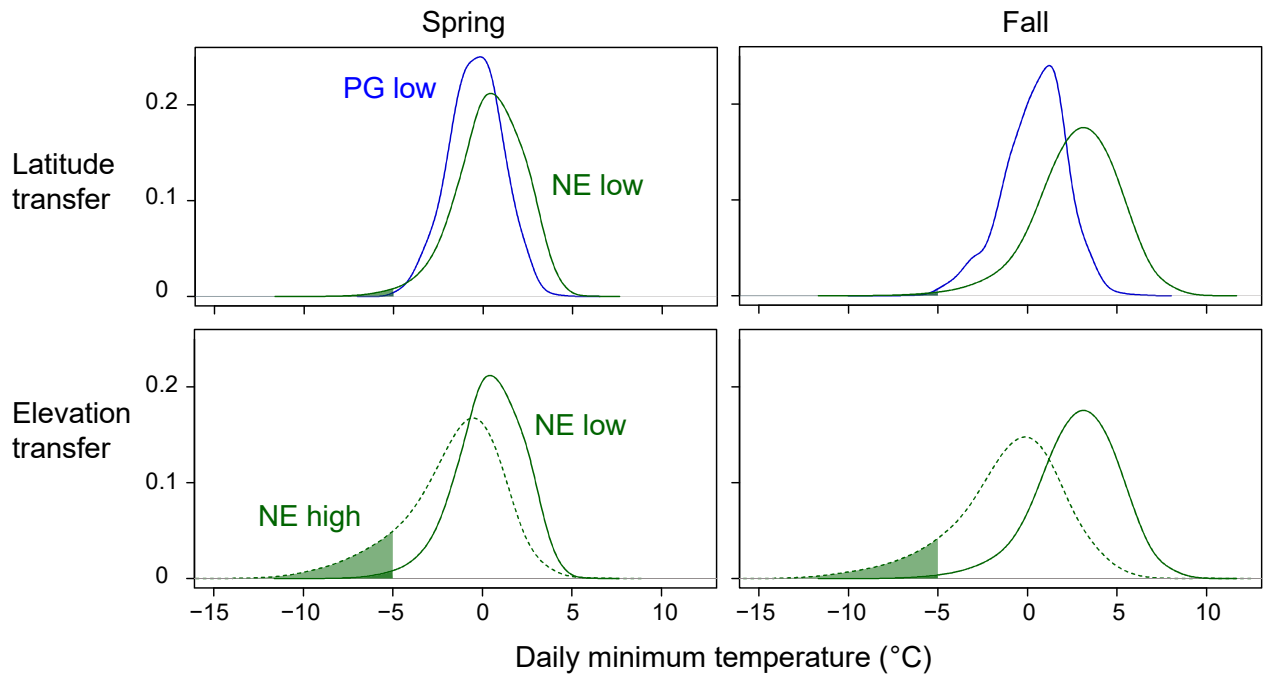 Spring
Fall
Latitude
transfer
0.2
0.1
0
PG low
NE low
Elevation
transfer
0.2
0.1
0
NE high
NE low
−15
−10
−5
0
5
10
−15
−10
−5
0
5
10
Daily minimum temperature (°C)